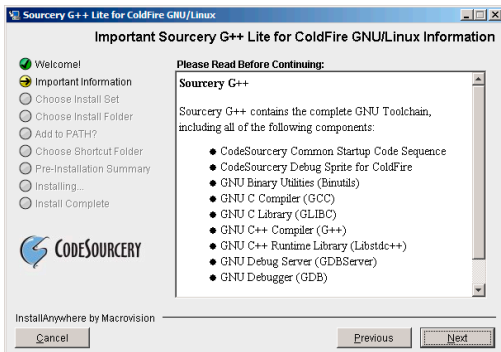 Sourcery G++ Lite for ColdFire GNU/Linux
Important Sourcery G++ Lite for ColdFire GNU/Linux Information
Welcome!
Important Information
Choose Install Set
Choose Install Folder
Add to PATH?
Choose Shortcut Folder
Pre-Installation Summary
Installing...
Install Complete
CODESOURCERY
Please Read Before Continuing:
Sourcery G++
Sourcery G++ contains the complete GNU Toolchain,
including all of the following components:
CodeSourcery Common Startup Code Sequence
CodeSourcery Debug Sprite for ColdFire
GNU Binary Utilities (Binutils)
GNU C Compiler (GCC)
GNU C Library (GLIBC)
GNU C++ Compiler (G++)
GNU C++ Runtime Library (Libstdc++)
GNU Debug Server (GDBServer)
GNU Debugger (GDB)
InstallAnywhere by Macrovision
Cancel
Previous
Next